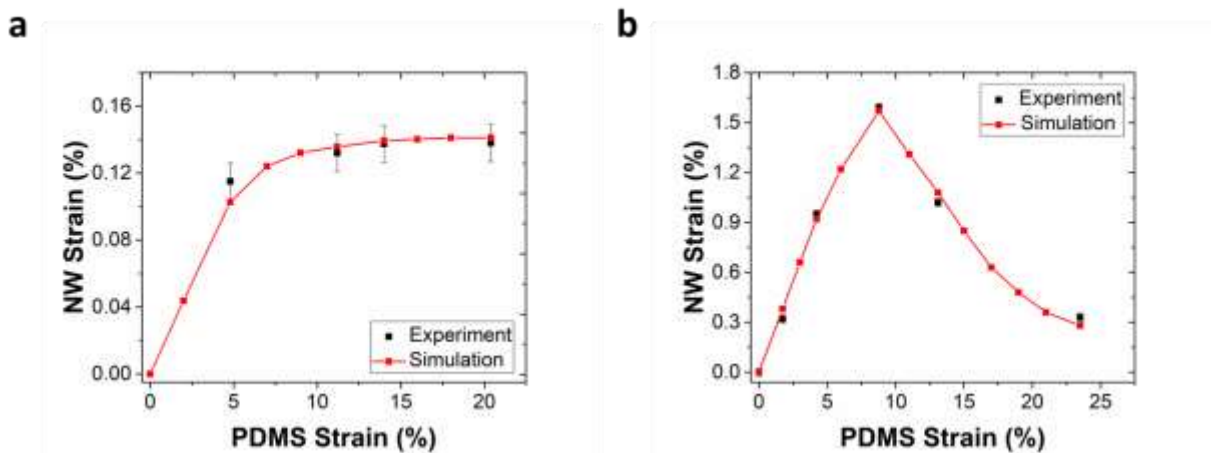 a
0.16
0.12
0.08
0.04
0.00
NW Strain (%)
Experiment
Simulation
0 5 10 15 20
PDMS Strain (%)
b
1.8
1.5
1.2
0.9
0.6
0.3
0.0
NW Strain (%)
Experiment
Simulation
0 5 10 15 20 25
PDMS Strain (%)